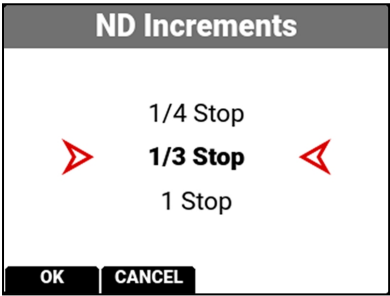 ND Increments
1/4 Stop
1/3 Stop
1 Stop
OK CANCEL